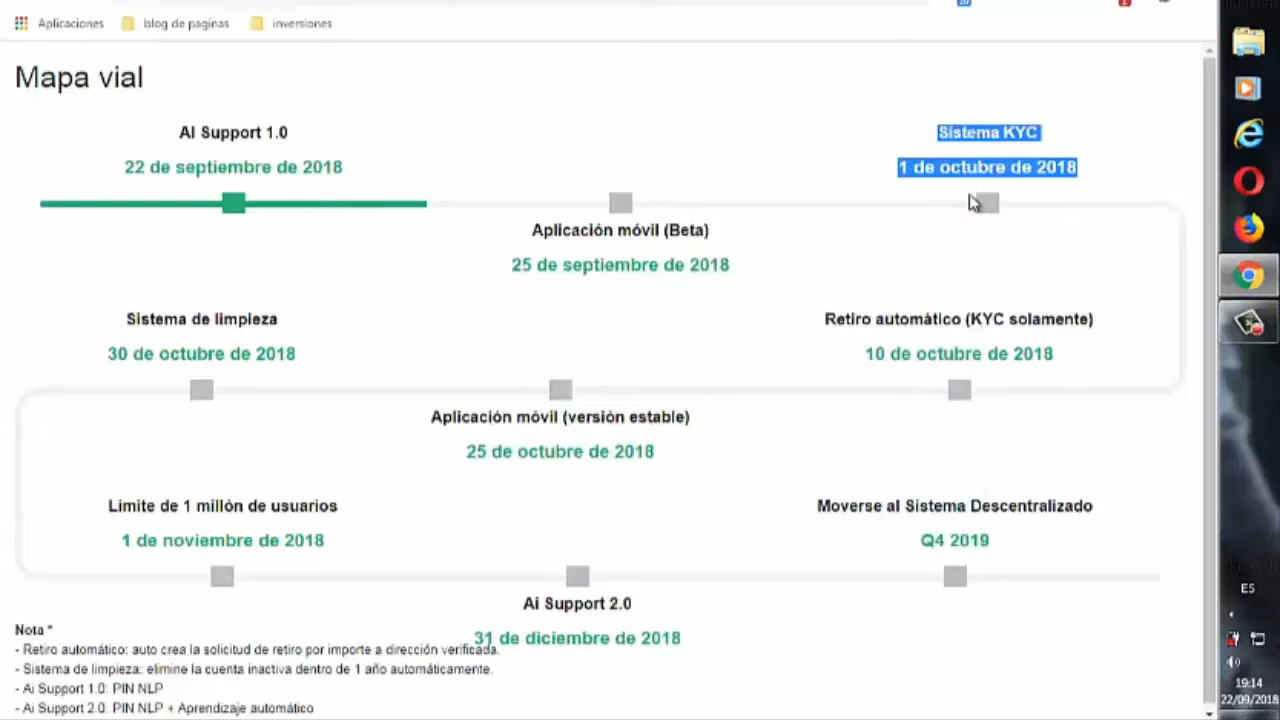 Aplicaciones blog de paginas inversiones
Mapa vial
AI Support 1.0
22 de septiembre de 2018
Sistema KYC
1 de octubre de 2018
Aplicación móvil (Beta)
25 de septiembre de 2018
Sistema de limpieza
30 de octubre de 2018
Retiro automático (KYC solamente)
10 de octubre de 2018
Aplicación móvil (versión estable)
25 de octubre de 2018
Limite de 1 millón de usuarios
1 de noviembre de 2018
Moverse al Sistema Descentralizado
Q4 2019
Ai Support 2.0
31 de diciembre de 2018
Nota *
- Retiro automático: auto crea la solicitud de retiro por importe a dirección verificada.
- Sistema de limpieza: elimine la cuenta inactiva dentro de 1 año automáticamente.
- Ai Support 1.0: PIN NLP
- Ai Support 2.0: PIN NLP + Aprendizaje automático
ES
19:14
22/09/2018